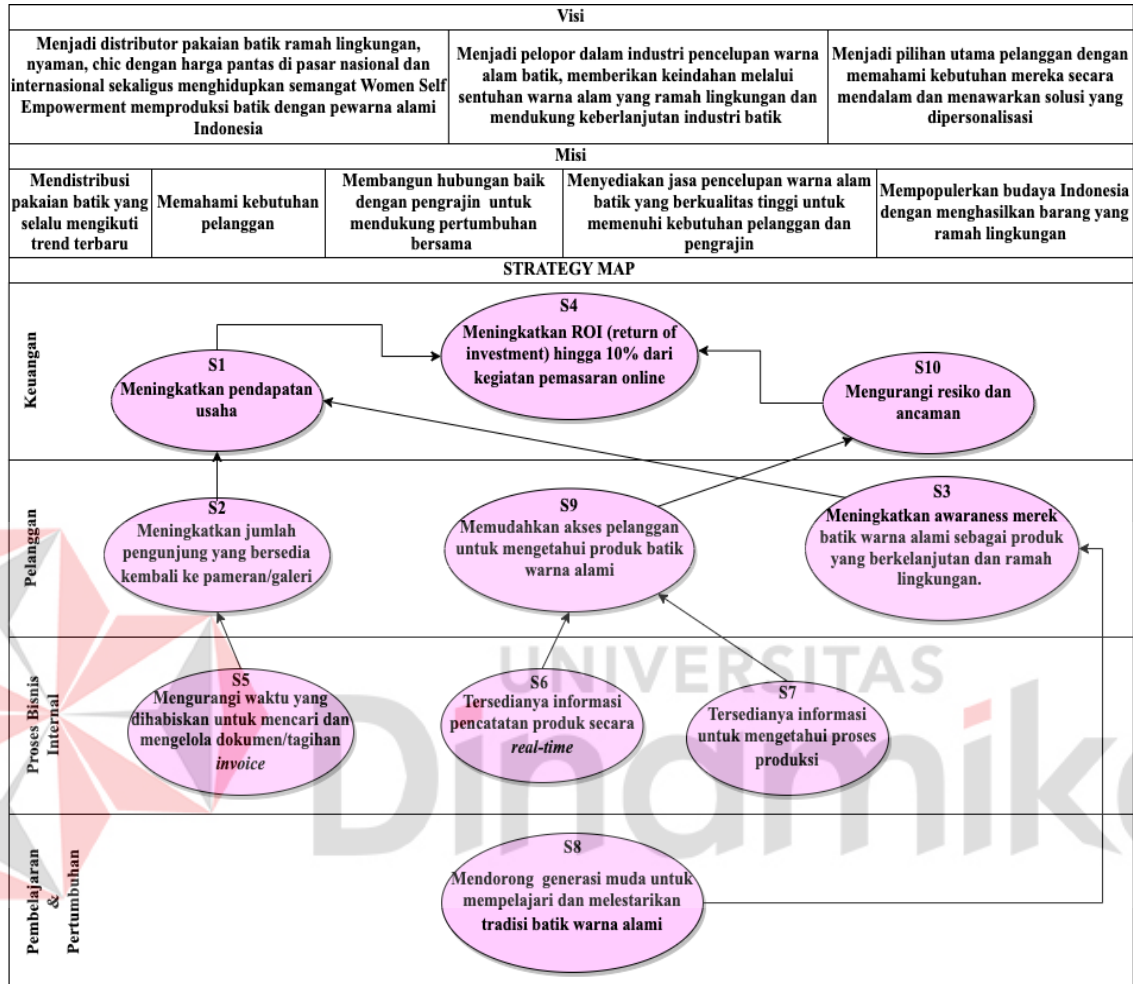 Visi
Menjadi distributor pakaian batik ramah lingkungan,
nyaman, chic dengan harga pantas di pasar nasional dan
internasional sekaligus menghidupkan semangat Women Self
Empowerment memproduksi batik dengan pewarna alami
Indonesia
Menjadi pelopor dalam industri pencelupan warna
alam batik, memberikan keindahan melalui
sentuhan warna alam yang ramah lingkungan dan
mendukung keberlanjutan industri batik
Menjadi pilihan utama pelanggan dengan
memahami kebutuhan mereka secara
mendalam dan menawarkan solusi yang
dipersonalisasi
Misi
Mendistribusi
pakaian batik yang
selalu mengikuti
trend terbaru
Memahami kebutuhan
pelanggan
Membangun hubungan baik
dengan pengrajin untuk
mendukung pertumbuhan
bersama
Menyediakan jasa pencelupan warna alam
batik yang berkualitas tinggi untuk
memenuhi kebutuhan pelanggan dan
pengrajin
Mempopulerkan budaya Indonesia
dengan menghasilkan barang yang
ramah lingkungan
STRATEGY MAP
Keuangan
S4
Meningkatkan ROI (return of
investment) hingga 10% dari
kegiatan pemasaran online
S1
Meningkatkan pendapatan
usaha
S10
Mengurangi resiko dan
ancaman
Pelanggan
S2
Meningkatkan jumlah
pengunjung yang bersedia
kembali ke pameran/galeri
S9
Memudahkan akses pelanggan
untuk mengetahui produk batik
warna alami
S3
Meningkatkan awaraness merek
batik warna alami sebagai produk
yang berkelanjutan dan ramah
lingkungan.
Proses Bisnis
Internal
S5
Mengurangi waktu yang
dihabiskan untuk mencari dan
mengelola dokumen/tagihan
invoice
S6
Tersedianya informasi
pencatatan produk secara
real-time
S7
Tersedianya informasi
untuk mengetahui proses
produksi
UNIVERSITAS
Dinamika
Pembelajaran
&
Pertumbuhan
S8
Mendorong generasi muda untuk
mempelajari dan melestarikan
tradisi batik warna alami